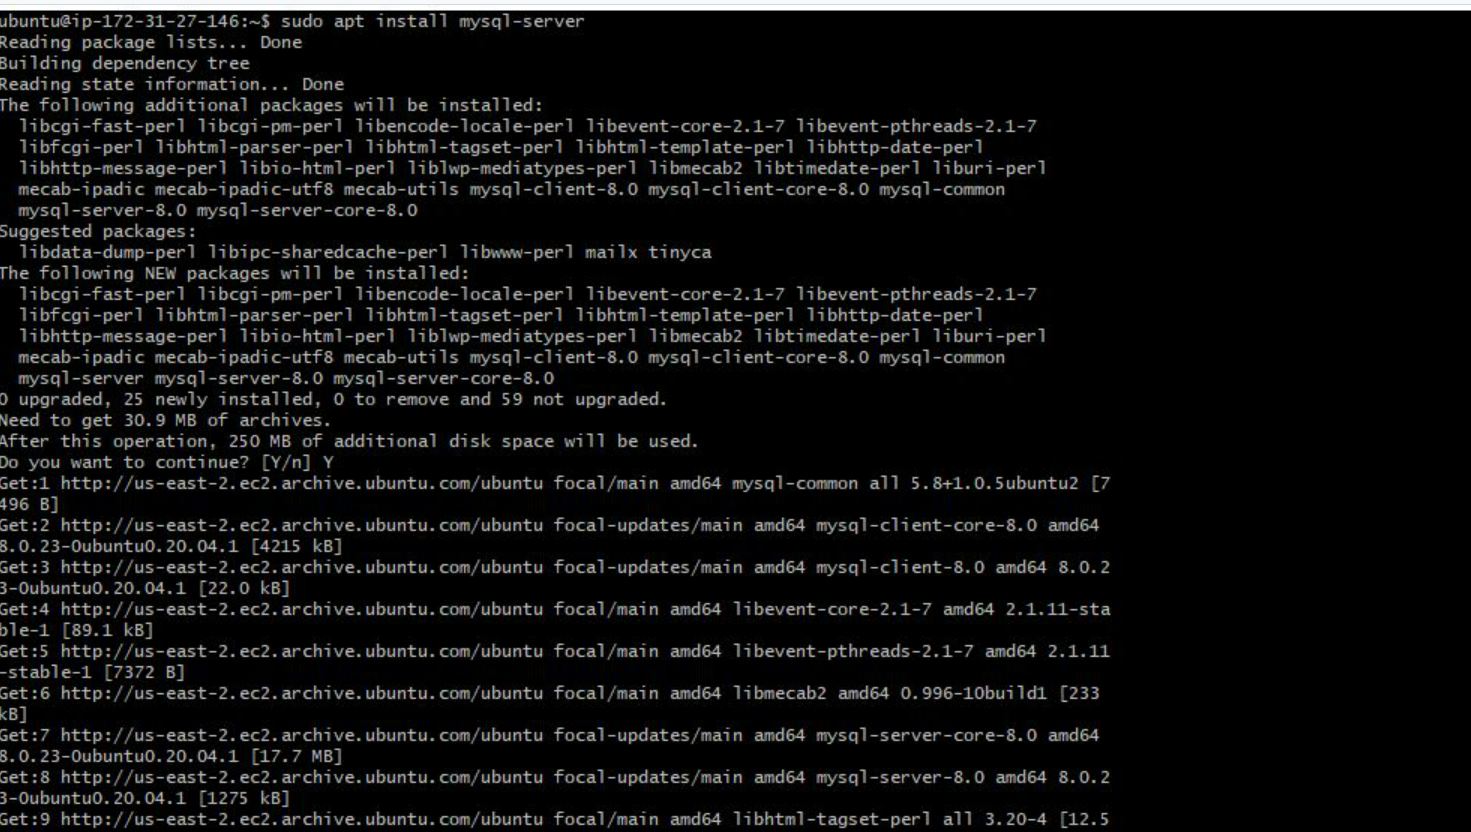 ubuntu@ip-172-31-27-146:~$ sudo apt install mysql-server
Reading package lists... Done
Building dependency tree
Reading state information... Done
The following additional packages will be installed:
  libcgi-fast-perl libcgi-pm-perl libencode-locale-perl libevent-core-2.1-7 libevent-pthreads-2.1-7
  libfcgi-perl libhtml-parser-perl libhtml-tagset-perl libhtml-template-perl libhttp-date-perl
  libhttp-message-perl libio-html-perl liblwp-mediatypes-perl libmecab2 libtimedate-perl liburi-perl
  mecab-ipadic mecab-ipadic-utf8 mecab-utils mysql-client-8.0 mysql-client-core-8.0 mysql-common
  mysql-server-8.0 mysql-server-core-8.0
Suggested packages:
  libdata-dump-perl libipc-sharedcache-perl libwww-perl mailx tinyca
The following NEW packages will be installed:
  libcgi-fast-perl libcgi-pm-perl libencode-locale-perl libevent-core-2.1-7 libevent-pthreads-2.1-7
  libfcgi-perl libhtml-parser-perl libhtml-tagset-perl libhtml-template-perl libhttp-date-perl
  libhttp-message-perl libio-html-perl liblwp-mediatypes-perl libmecab2 libtimedate-perl liburi-perl
  mecab-ipadic mecab-ipadic-utf8 mecab-utils mysql-client-8.0 mysql-client-core-8.0 mysql-common
  mysql-server mysql-server-8.0 mysql-server-core-8.0
0 upgraded, 25 newly installed, 0 to remove and 59 not upgraded.
Need to get 30.9 MB of archives.
After this operation, 250 MB of additional disk space will be used.
Do you want to continue? [Y/n] Y
Get:1 http://us-east-2.ec2.archive.ubuntu.com/ubuntu focal/main amd64 mysql-common all 5.8+1.0.5ubuntu2 [7
496 B]
Get:2 http://us-east-2.ec2.archive.ubuntu.com/ubuntu focal-updates/main amd64 mysql-client-core-8.0 amd64
8.0.23-0ubuntu0.20.04.1 [4215 kB]
Get:3 http://us-east-2.ec2.archive.ubuntu.com/ubuntu focal-updates/main amd64 mysql-client-8.0 amd64 8.0.2
3-0ubuntu0.20.04.1 [22.0 kB]
Get:4 http://us-east-2.ec2.archive.ubuntu.com/ubuntu focal/main amd64 libevent-core-2.1-7 amd64 2.1.11-sta
ble-1 [89.1 kB]
Get:5 http://us-east-2.ec2.archive.ubuntu.com/ubuntu focal/main amd64 libevent-pthreads-2.1-7 amd64 2.1.11
-stable-1 [7372 B]
Get:6 http://us-east-2.ec2.archive.ubuntu.com/ubuntu focal/main amd64 libmecab2 amd64 0.996-10build1 [233
kB]
Get:7 http://us-east-2.ec2.archive.ubuntu.com/ubuntu focal-updates/main amd64 mysql-server-core-8.0 amd64
8.0.23-0ubuntu0.20.04.1 [17.7 MB]
Get:8 http://us-east-2.ec2.archive.ubuntu.com/ubuntu focal-updates/main amd64 mysql-server-8.0 amd64 8.0.2
3-0ubuntu0.20.04.1 [1275 kB]
Get:9 http://us-east-2.ec2.archive.ubuntu.com/ubuntu focal/main amd64 libhtml-tagset-perl all 3.20-4 [12.5